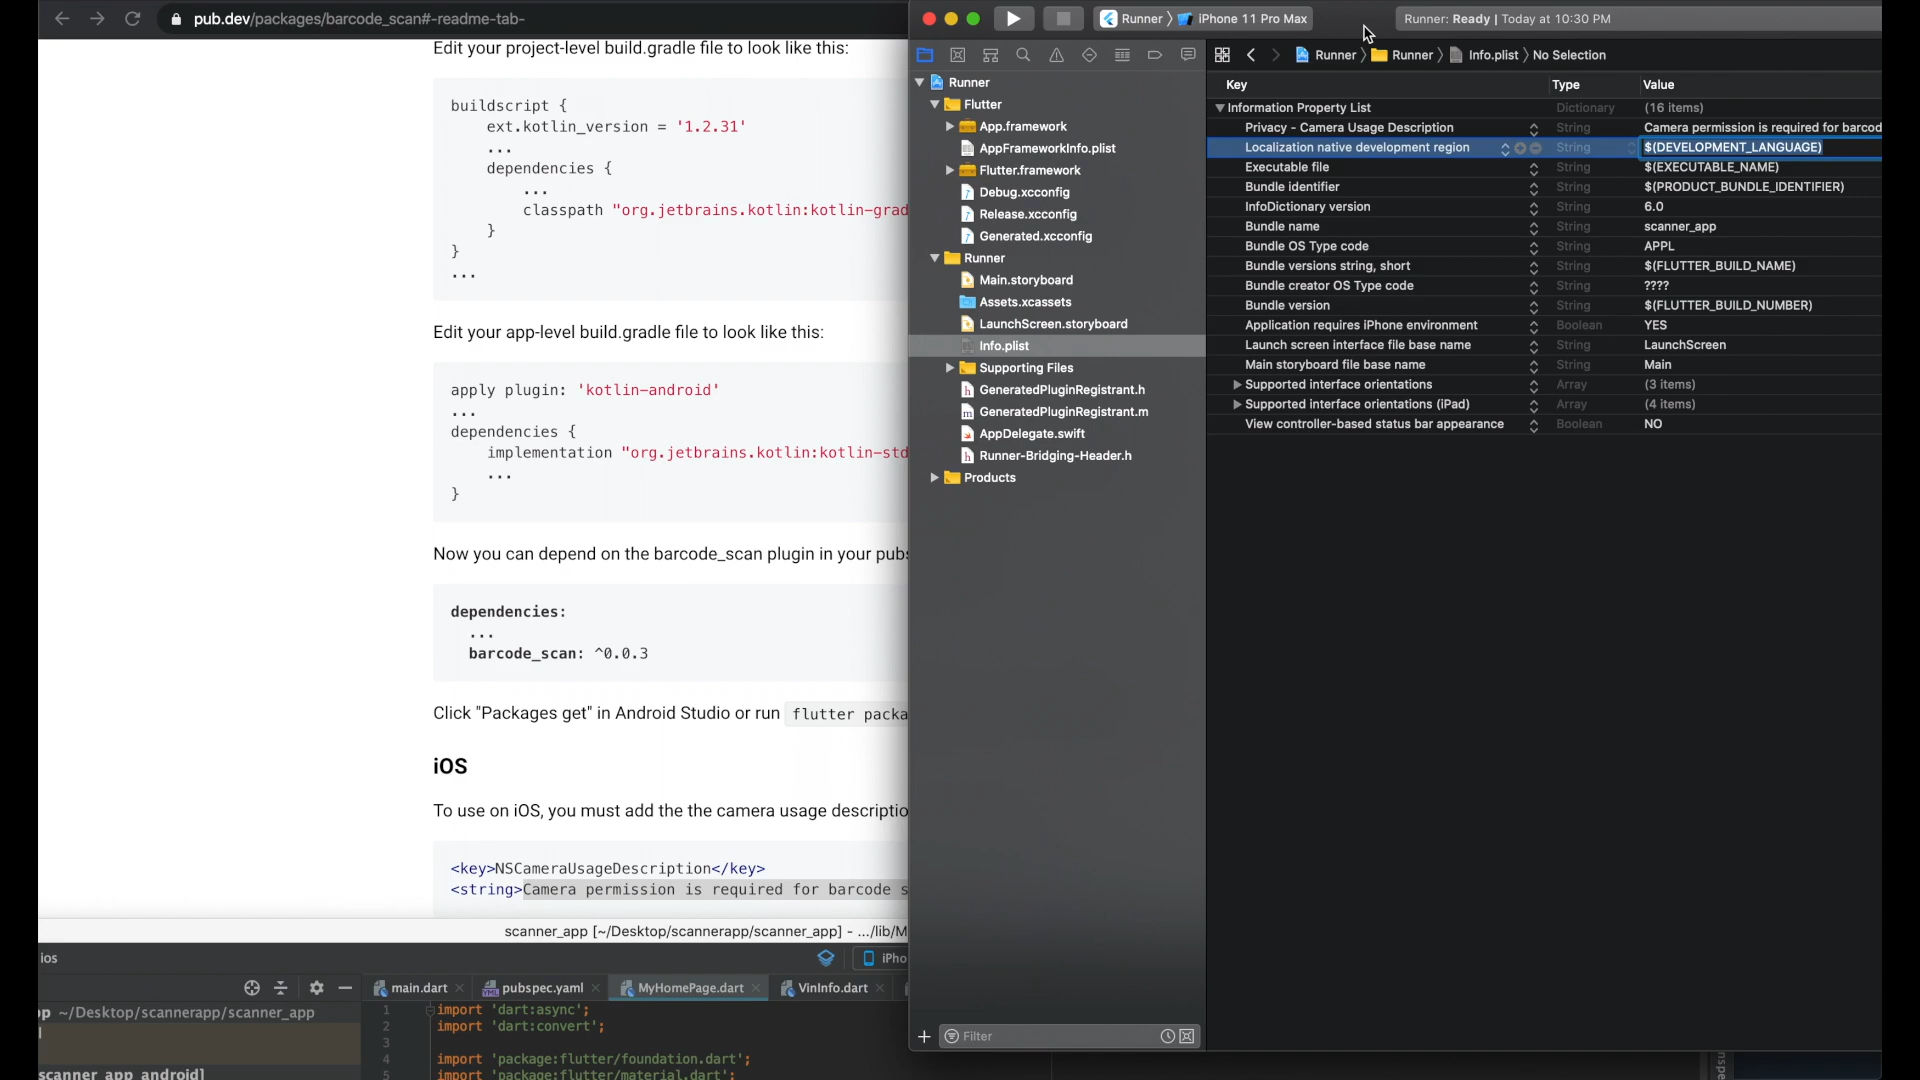 pub.dev/packages/barcode_scan#-readme-tab-
Edit your project-level build.gradle file to look like this:
buildscript {
ext.kotlin_version = '1.2.31'
...
dependencies {
...
classpath "org.jetbrains.kotlin:kotlin-grad
}
}
...
Edit your app-level build.gradle file to look like this:
apply plugin: 'kotlin-android'
...
dependencies {
implementation "org.jetbrains.kotlin:kotlin-std
...
}
Now you can depend on the barcode_scan plugin in your pubs
dependencies:
...
barcode_scan: ^0.0.3
Click "Packages get" in Android Studio or run flutter packa
iOS
To use on iOS, you must add the the camera usage descriptio
<key>NSCameraUsageDescription</key>
<string>Camera permission is required for barcode s
scanner_app [~/Desktop/scannerapp/scanner_app] - .../lib/M
ios
iPho
main.dart
pubspec.yaml
MyHomePage.dart
VinInfo.dart
~/Desktop/scannerapp/scanner_app
scanner_app_android]
1 import 'dart:async';
2 import 'dart:convert';
3
4 import 'package:flutter/foundation.dart';
5 import 'package:flutter/material.dart';
Runner 〉 iPhone 11 Pro Max
Runner: Ready | Today at 10:30 PM
Runner 〉 Runner 〉 Info.plist 〉 No Selection
Runner
Flutter
App.framework
AppFrameworkInfo.plist
Flutter.framework
Debug.xcconfig
Release.xcconfig
Generated.xcconfig
Runner
Main.storyboard
Assets.xcassets
LaunchScreen.storyboard
Info.plist
Supporting Files
GeneratedPluginRegistrant.h
GeneratedPluginRegistrant.m
AppDelegate.swift
Runner-Bridging-Header.h
Products
Filter
Key Type Value
Information Property List Dictionary (16 items)
Privacy - Camera Usage Description String Camera permission is required for barcod
Localization native development region String $(DEVELOPMENT_LANGUAGE)
Executable file String $(EXECUTABLE_NAME)
Bundle identifier String $(PRODUCT_BUNDLE_IDENTIFIER)
InfoDictionary version String 6.0
Bundle name String scanner_app
Bundle OS Type code String APPL
Bundle versions string, short String $(FLUTTER_BUILD_NAME)
Bundle creator OS Type code String ????
Bundle version String $(FLUTTER_BUILD_NUMBER)
Application requires iPhone environment Boolean YES
Launch screen interface file base name String LaunchScreen
Main storyboard file base name String Main
Supported interface orientations Array (3 items)
Supported interface orientations (iPad) Array (4 items)
View controller-based status bar appearance Boolean NO